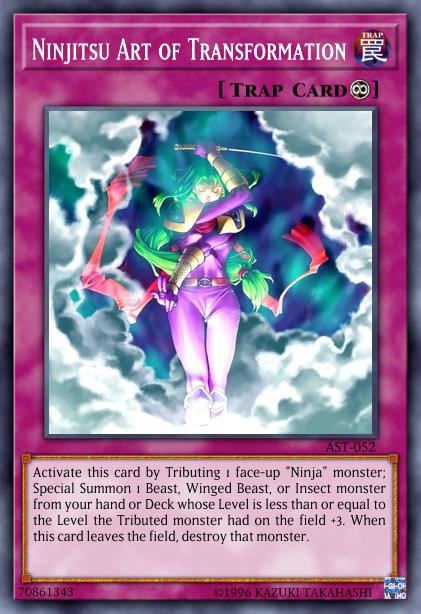 Ninjitsu Art of Transformation
TRAP
罠
[Trap Card]
AST-052
Activate this card by Tributing 1 face-up "Ninja" monster;
Special Summon 1 Beast, Winged Beast, or Insect monster
from your hand or Deck whose Level is less than or equal to
the Level the Tributed monster had on the field +3. When
this card leaves the field, destroy that monster.
70861343
©1996 KAZUKI TAKAHASHI